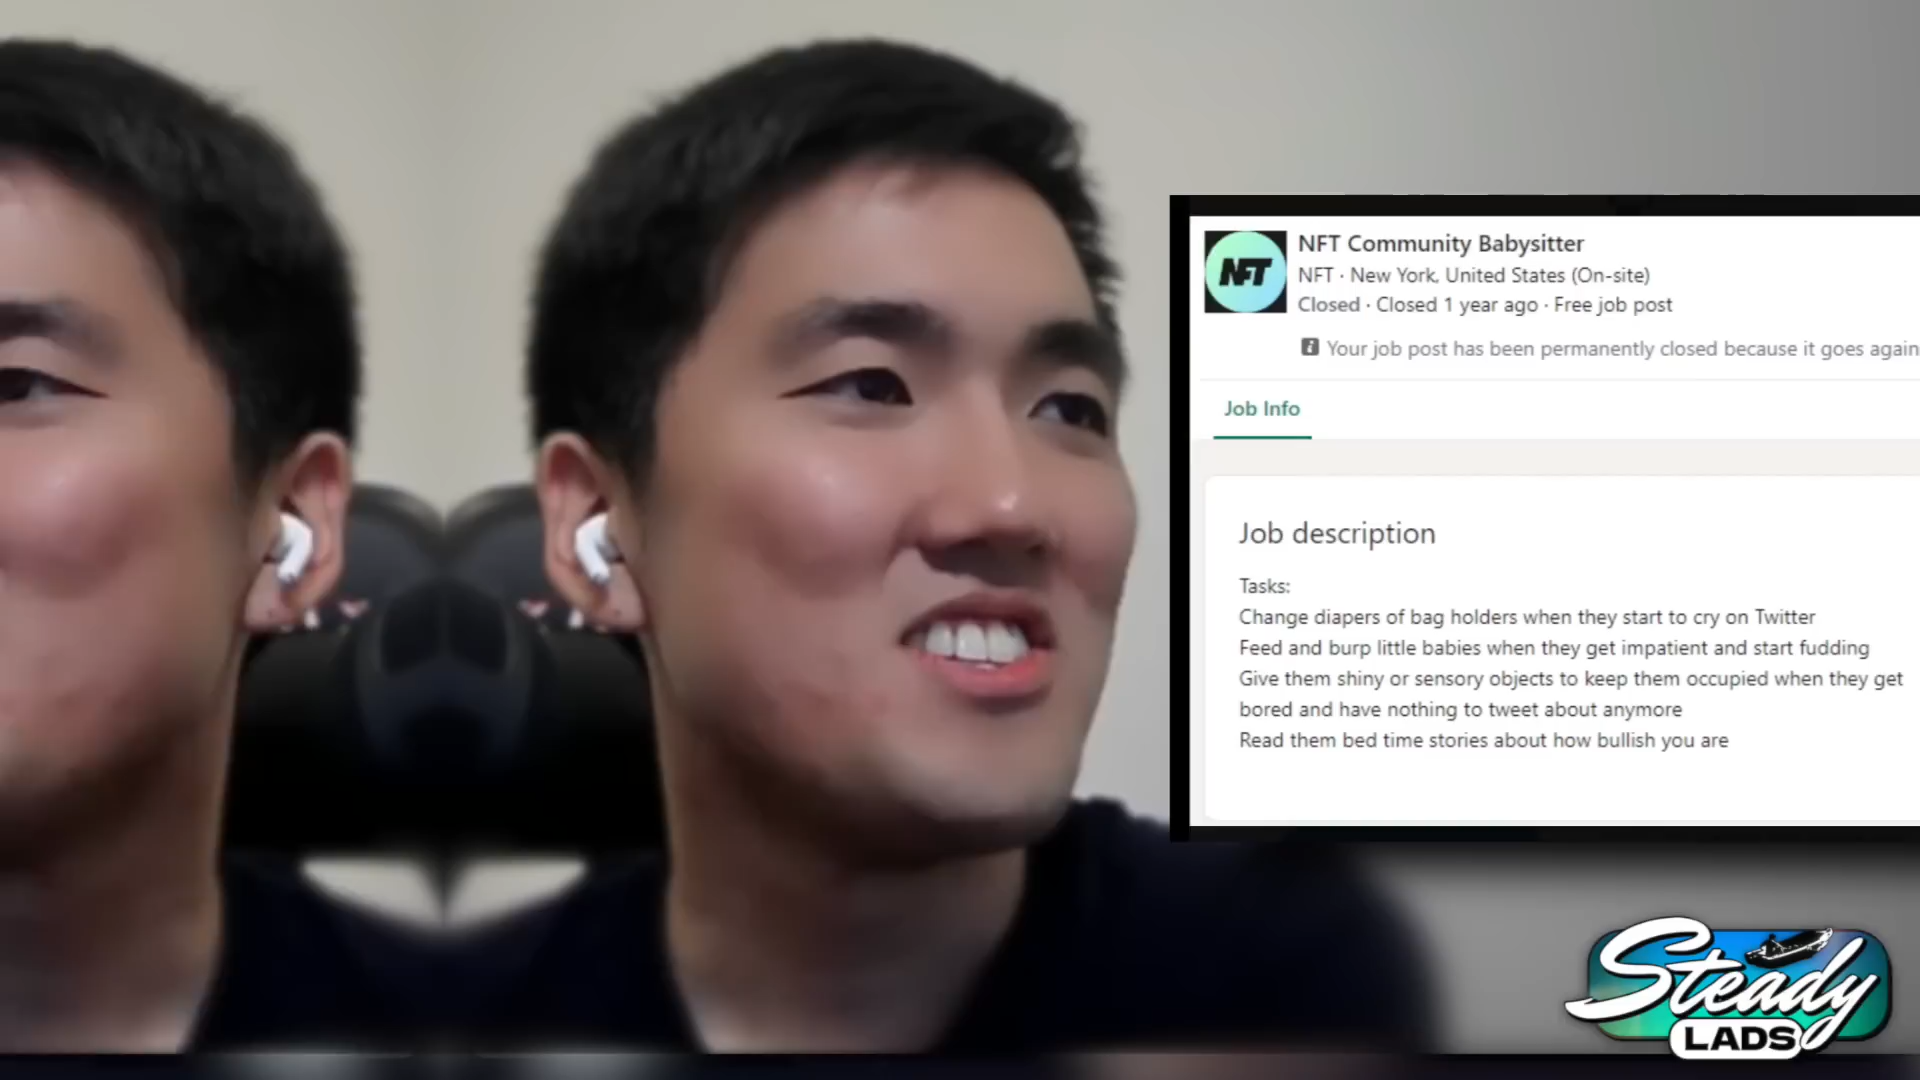 NFT
NFT Community Babysitter
NFT · New York, United States (On-site)
Closed · Closed 1 year ago · Free job post
Your job post has been permanently closed because it goes
Job Info
Job description
Tasks:
Change diapers of bag holders when they start to cry on Twitter
Feed and burp little babies when they get impatient and start fudding
Give them shiny or sensory objects to keep them occupied when they get
bored and have nothing to tweet about anymore
Read them bed time stories about how bullish you are
Steady
LADS